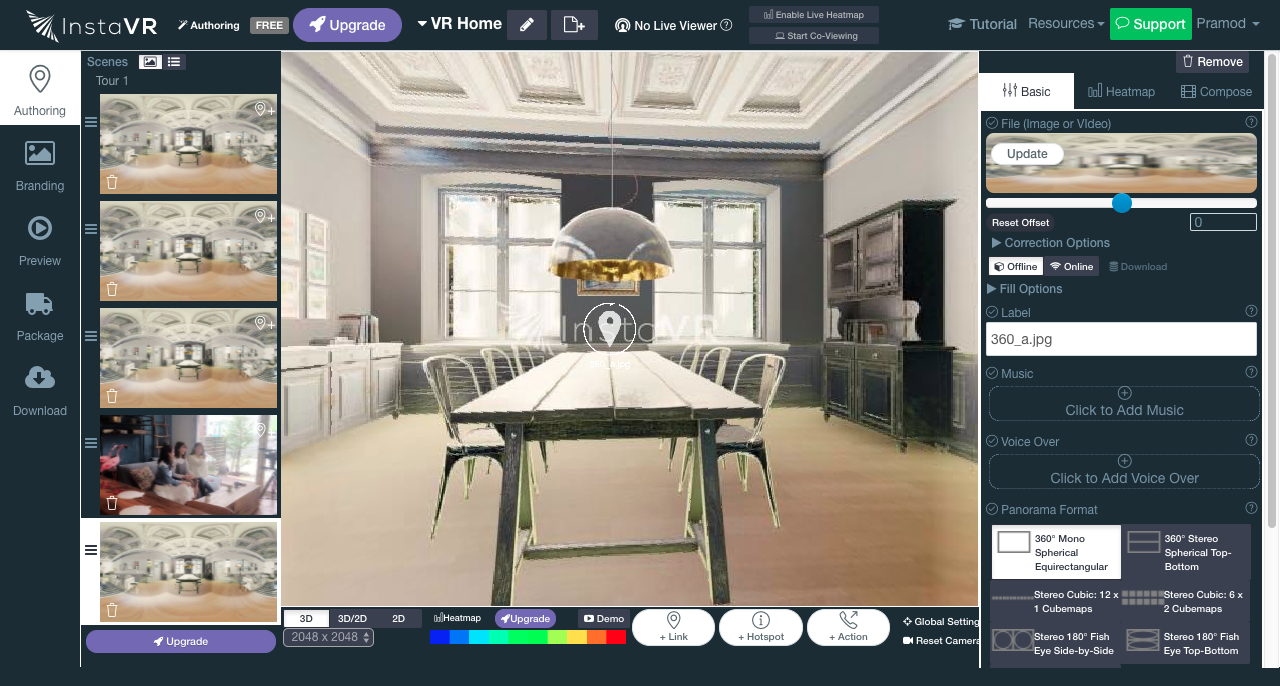 InstaVR
Authoring
FREE
Upgrade
VR Home
No Live Viewer
Enable Live Heatmap
Start Co-Viewing
Tutorial
Resources
Support
Pramod
Authoring
Branding
Preview
Package
Download
Scenes
Tour 1
Upgrade
InstaVR
360_a.jpg
3D
3D/2D
2D
2048 x 2048
Heatmap
Upgrade
Demo
+ Link
+ Hotspot
+ Action
Global Setting
Reset Camera
Remove
Basic
Heatmap
Compose
File (Image or VIdeo)
Update
Reset Offset
0
Correction Options
Offline
Online
Download
Fill Options
Label
360_a.jpg
Music
Click to Add Music
Voice Over
Click to Add Voice Over
Panorama Format
360° Mono
Spherical
Equirectangular
360° Stereo
Spherical Top-
Bottom
Stereo Cubic: 12 x
1 Cubemaps
Stereo Cubic: 6 x
2 Cubemaps
Stereo 180° Fish
Eye Side-by-Side
Stereo 180° Fish
Eye Top-Bottom